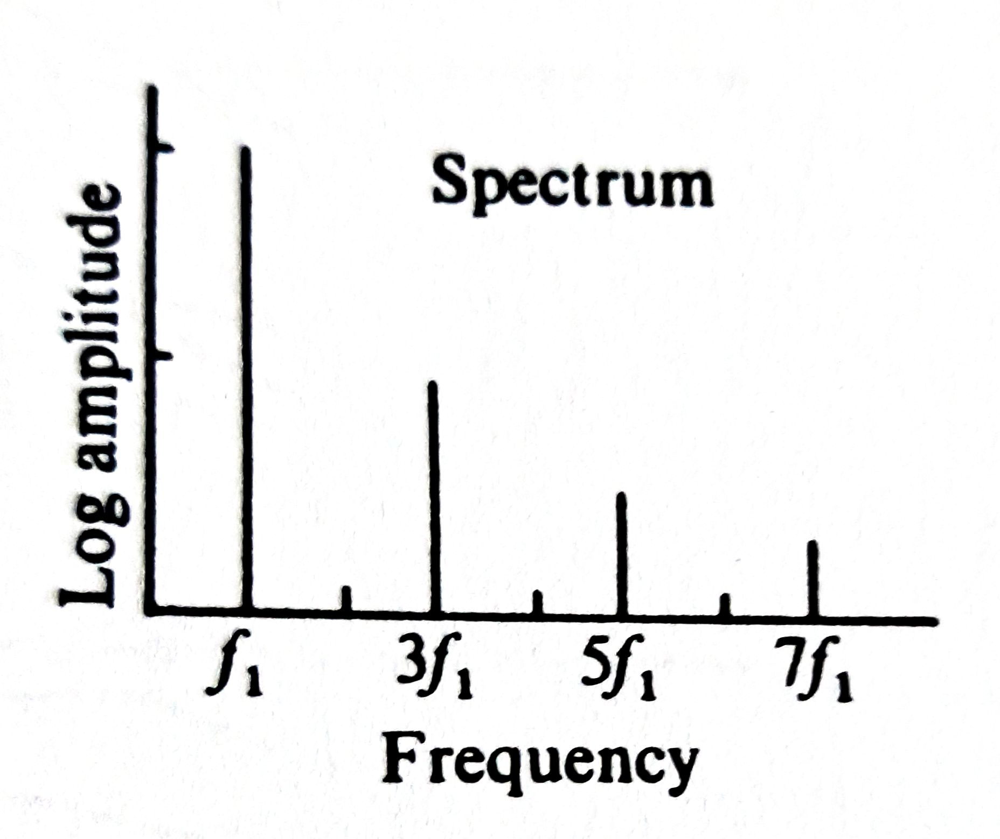 Spectrum
Log amplitude
f₁ 3f₁ 5f₁ 7f₁
Frequency